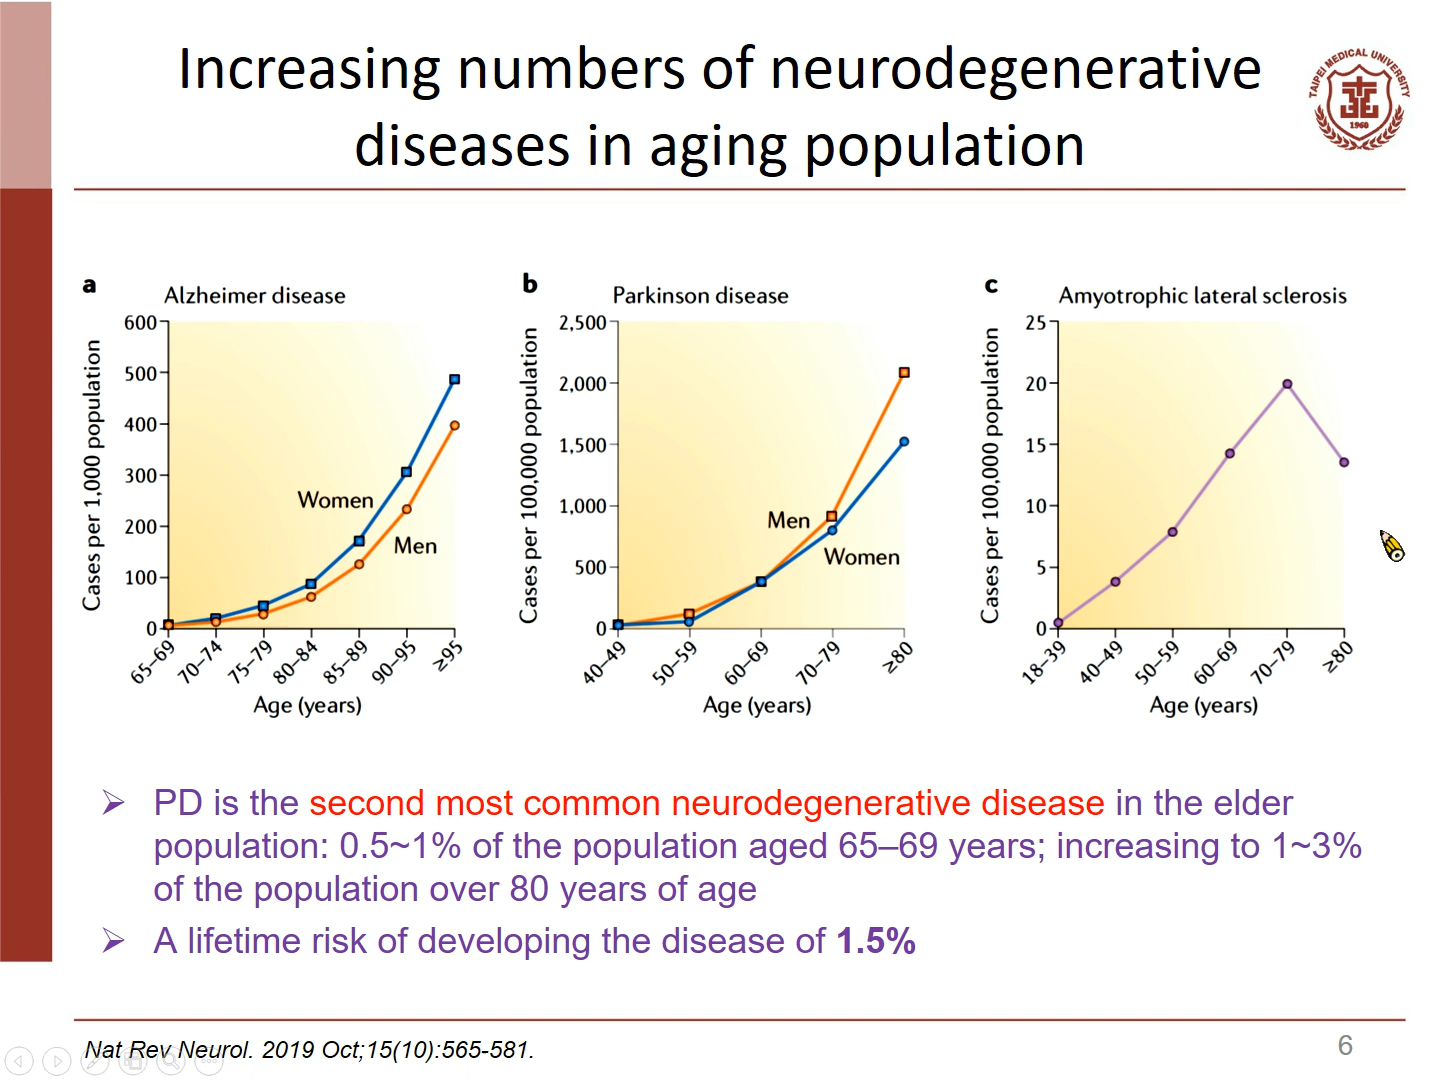 Increasing numbers of neurodegenerative
diseases in aging population
TAIPEI MEDICAL UNIVERSITY
1960
a
Alzheimer disease
Cases per 1,000 population
600
500
400
300
200
100
0
Women
Men
65–69
70–74
75–79
80–84
85–89
90–95
≥95
Age (years)
b
Parkinson disease
Cases per 100,000 population
2,500
2,000
1,500
1,000
500
0
Men
Women
40–49
50–59
60–69
70–79
≥80
Age (years)
c
Amyotrophic lateral sclerosis
Cases per 100,000 population
25
20
15
10
5
0
18–39
40–49
50–59
60–69
70–79
≥80
Age (years)
PD is the second most common neurodegenerative disease in the elder
population: 0.5~1% of the population aged 65–69 years; increasing to 1~3%
of the population over 80 years of age
A lifetime risk of developing the disease of 1.5%
Nat Rev Neurol. 2019 Oct;15(10):565-581.
6